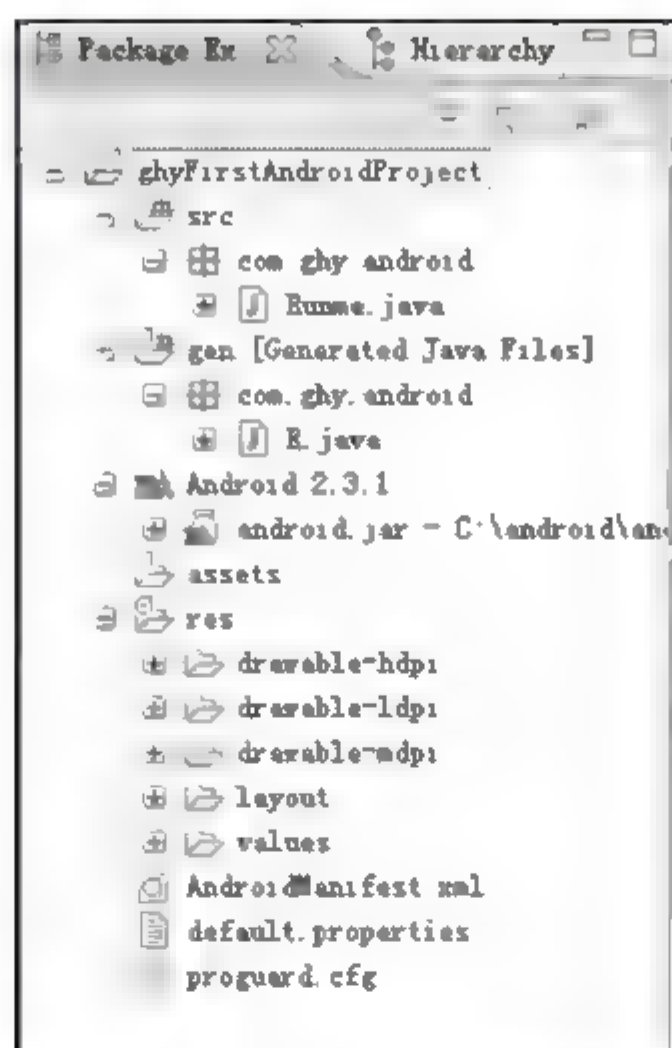 Package Ex Hierarchy
ghyFirstAndroidProject
src
com.ghy.android
Runme.java
gen [Generated Java Files]
com.ghy.android
R.java
Android 2.3.1
android.jar - C:\android\and
assets
res
drawable-hdpi
drawable-ldpi
drawable-mdpi
layout
values
AndroidManifest.xml
default.properties
proguard.cfg